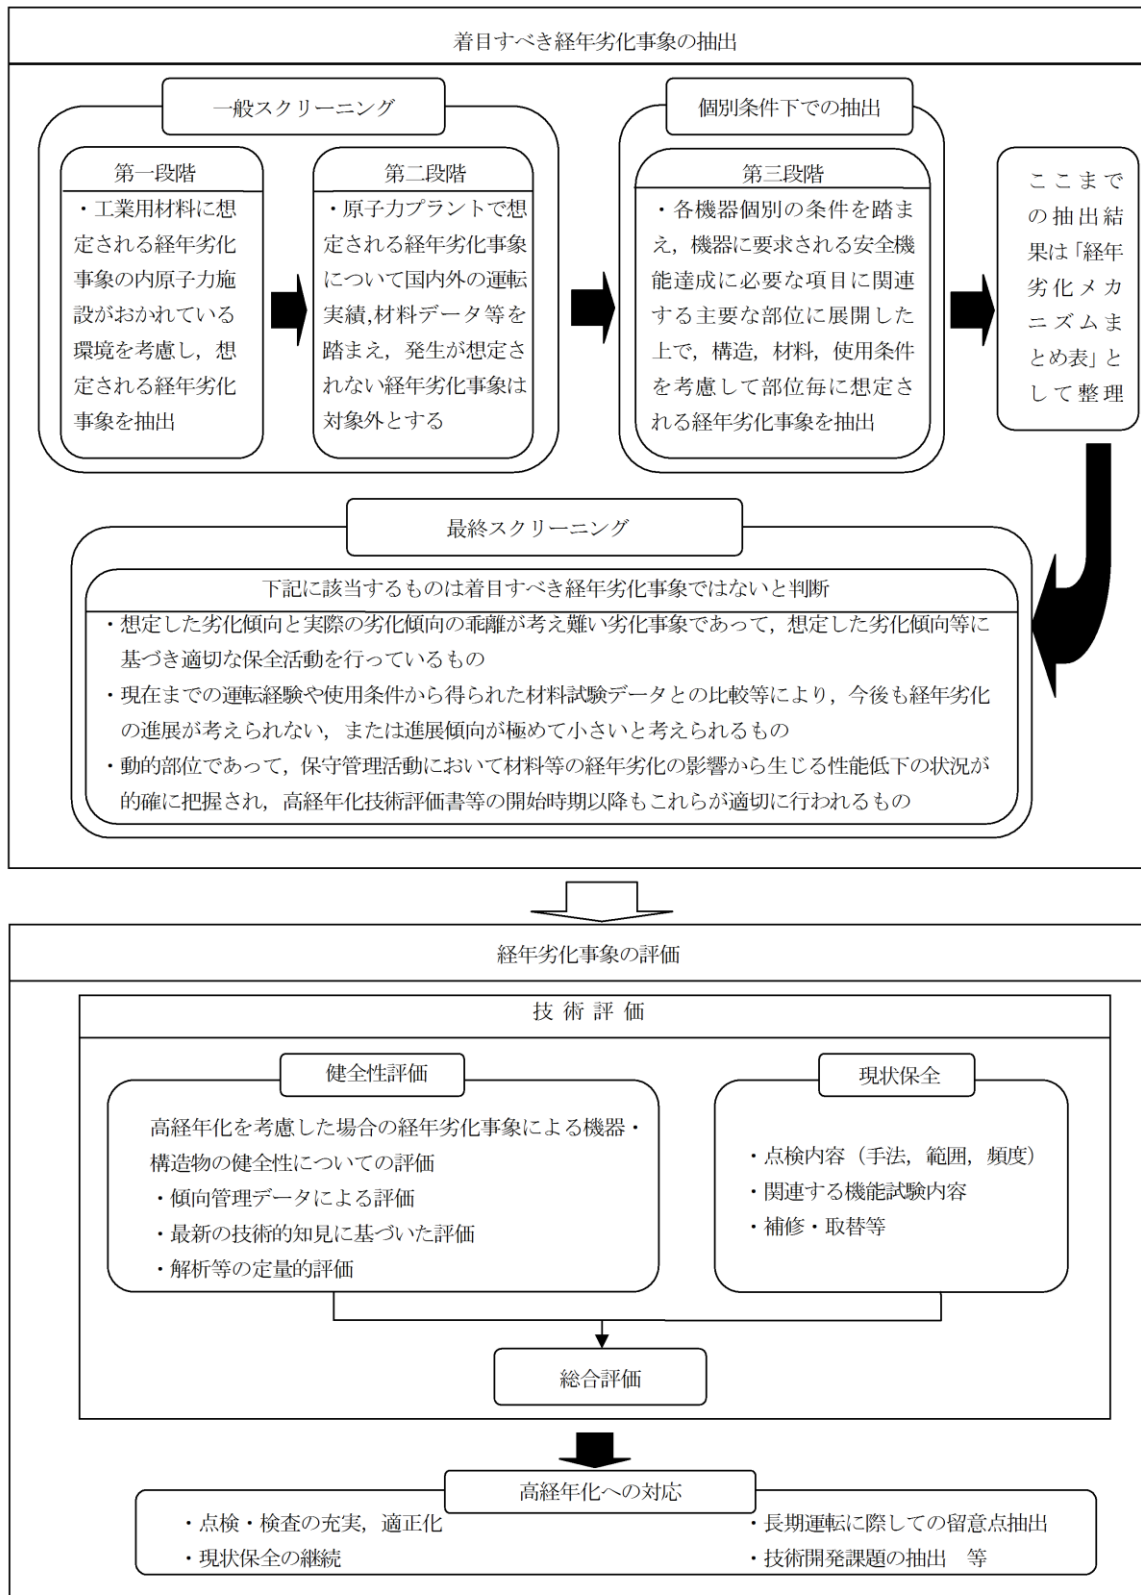 着目すべき経年劣化事象の抽出
一般スクリーニング
第一段階
・工業用材料に想
定される経年劣化
事象の内原子力施
設がおかれている
環境を考慮し，想
定される経年劣化
事象を抽出
第二段階
・原子力プラントで想
定される経年劣化事象
について国内外の運転
実績,材料データ等を
踏まえ，発生が想定さ
れない経年劣化事象は
対象外とする
個別条件下での抽出
第三段階
・各機器個別の条件を踏ま
え，機器に要求される安全機
能達成に必要な項目に関連
する主要な部位に展開した
上で，構造，材料，使用条件
を考慮して部位毎に想定さ
れる経年劣化事象を抽出
ここまで
の抽出結
果は「経年
劣化メカ
ニズムま
とめ表」と
して整理
最終スクリーニング
下記に該当するものは着目すべき経年劣化事象ではないと判断
・想定した劣化傾向と実際の劣化傾向の乖離が考え難い劣化事象であって，想定した劣化傾向等に
基づき適切な保全活動を行っているもの
・現在までの運転経験や使用条件から得られた材料試験データとの比較等により，今後も経年劣化
の進展が考えられない，または進展傾向が極めて小さいと考えられるもの
・動的部位であって，保守管理活動において材料等の経年劣化の影響から生じる性能低下の状況が
的確に把握され，高経年化技術評価書等の開始時期以降もこれらが適切に行われるもの
経年劣化事象の評価
技 術 評 価
健全性評価
高経年化を考慮した場合の経年劣化事象による機器・
構造物の健全性についての評価
・傾向管理データによる評価
・最新の技術的知見に基づいた評価
・解析等の定量的評価
現状保全
・点検内容（手法，範囲，頻度）
・関連する機能試験内容
・補修・取替等
総合評価
高経年化への対応
・点検・検査の充実，適正化
・現状保全の継続
・長期運転に際しての留意点抽出
・技術開発課題の抽出　等